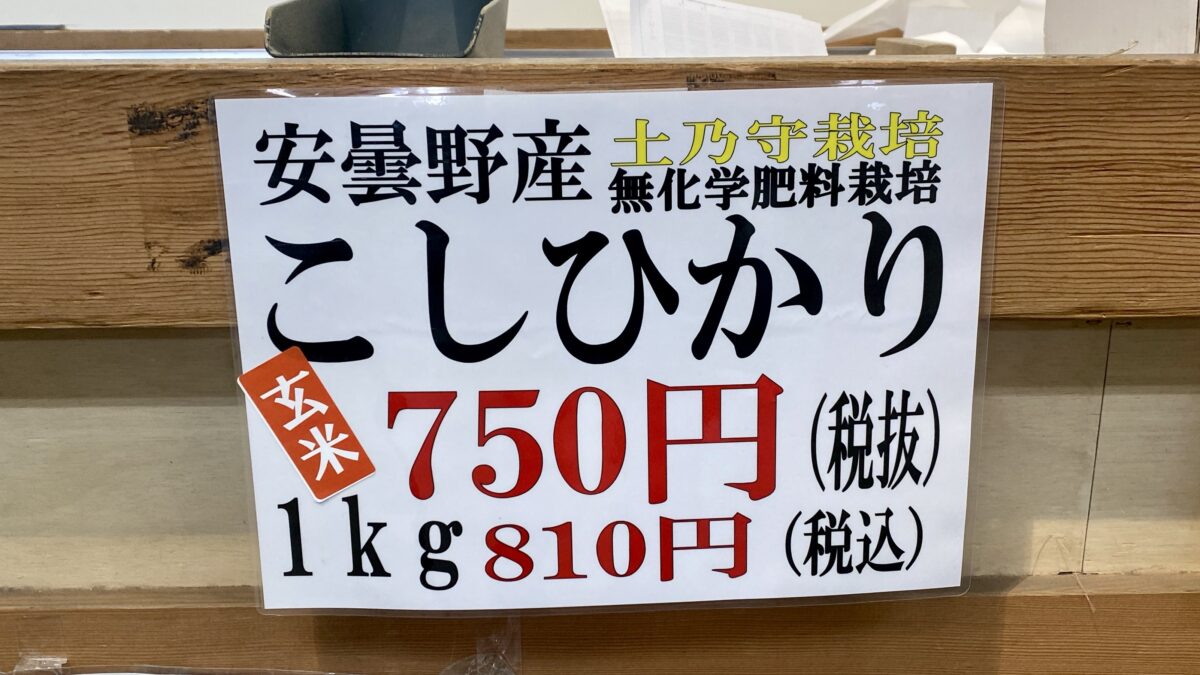 安曇野産
土乃守栽培
無化学肥料栽培
こしひかり
玄米
750円(税抜)
1kg 810円(税込)